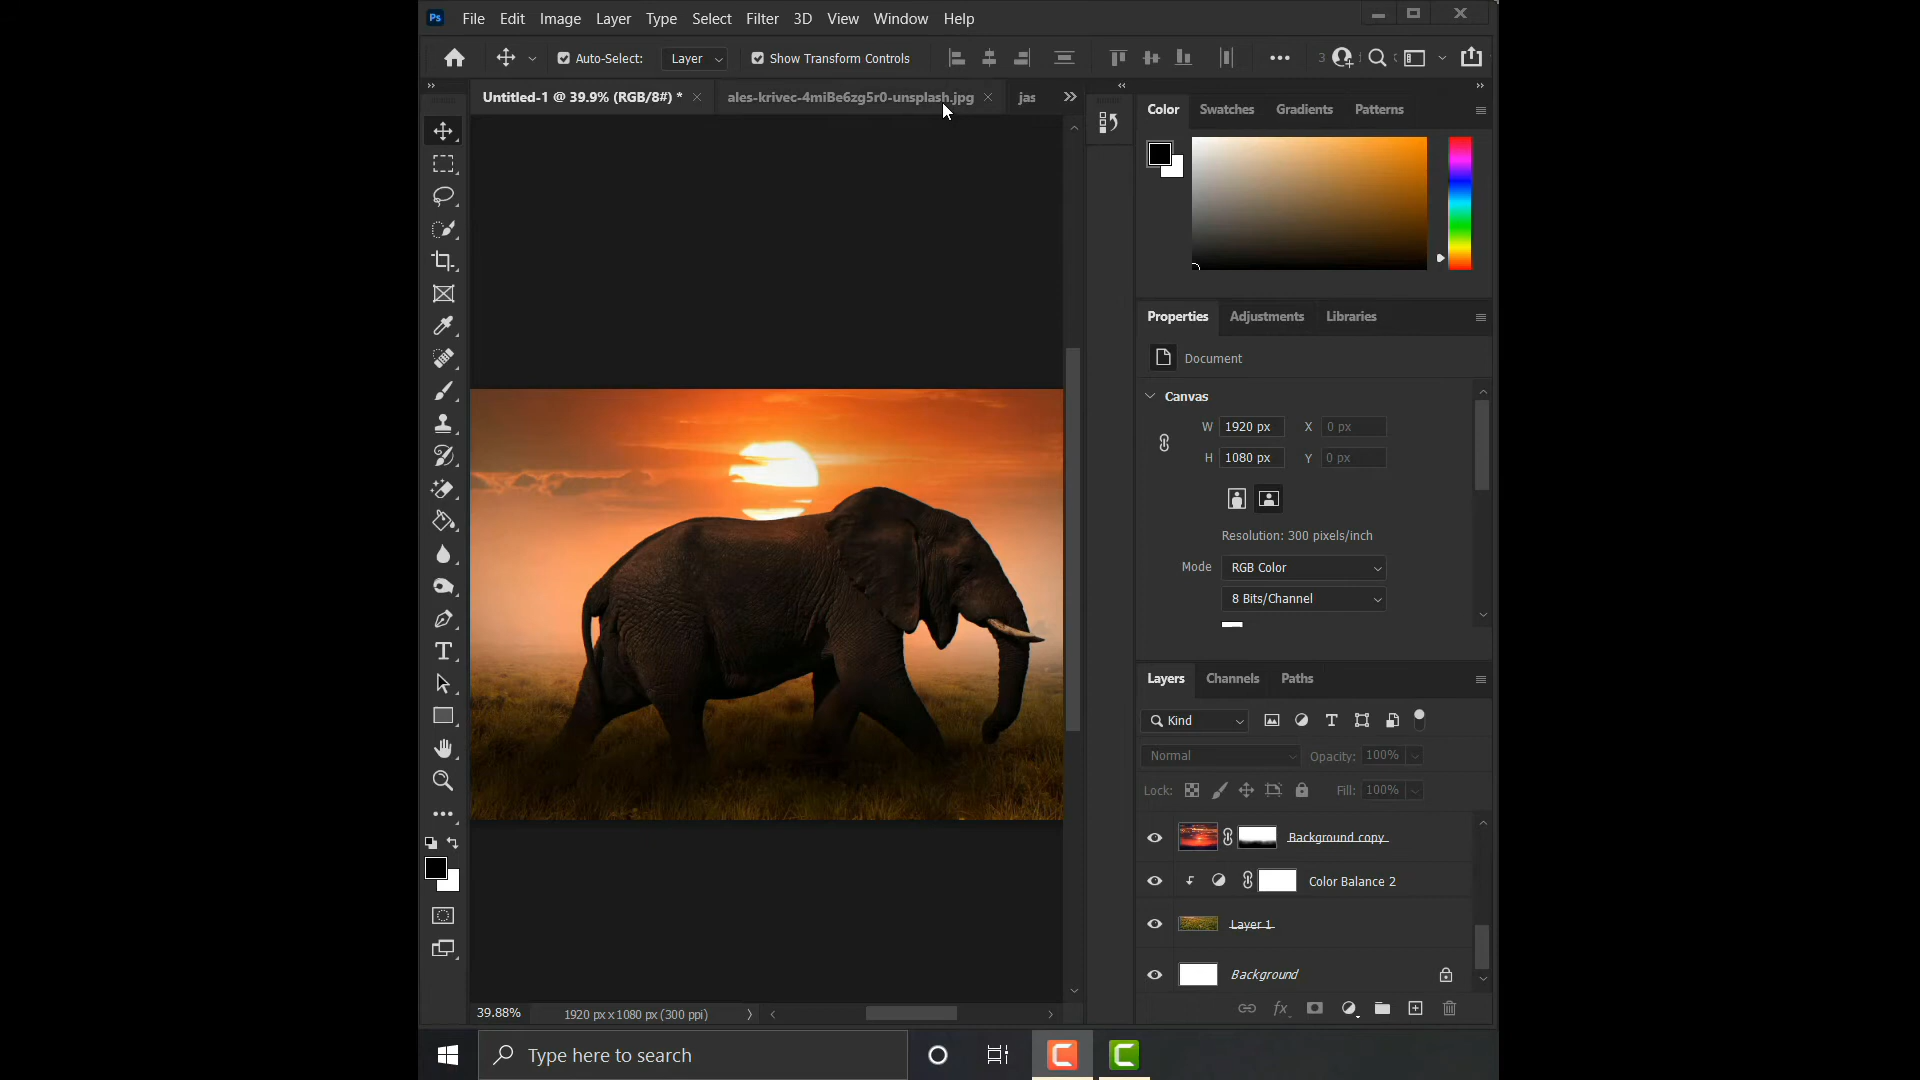 Ps File Edit Image Layer Type Select Filter 3D View Window Help
Auto-Select: Layer Show Transform Controls
Untitled-1 @ 39.9% (RGB/8#) * ales-krivec-4miBe6zg5r0-unsplash.jpg jas
Color Swatches Gradients Patterns
Properties Adjustments Libraries
Document
Canvas
W 1920 px X 0 px
H 1080 px Y 0 px
Resolution: 300 pixels/inch
Mode RGB Color
8 Bits/Channel
Layers Channels Paths
Kind
Normal Opacity: 100%
Lock: Fill: 100%
Background copy
Color Balance 2
Layer 1
Background
39.88% 1920 px x 1080 px (300 ppi)
Type here to search